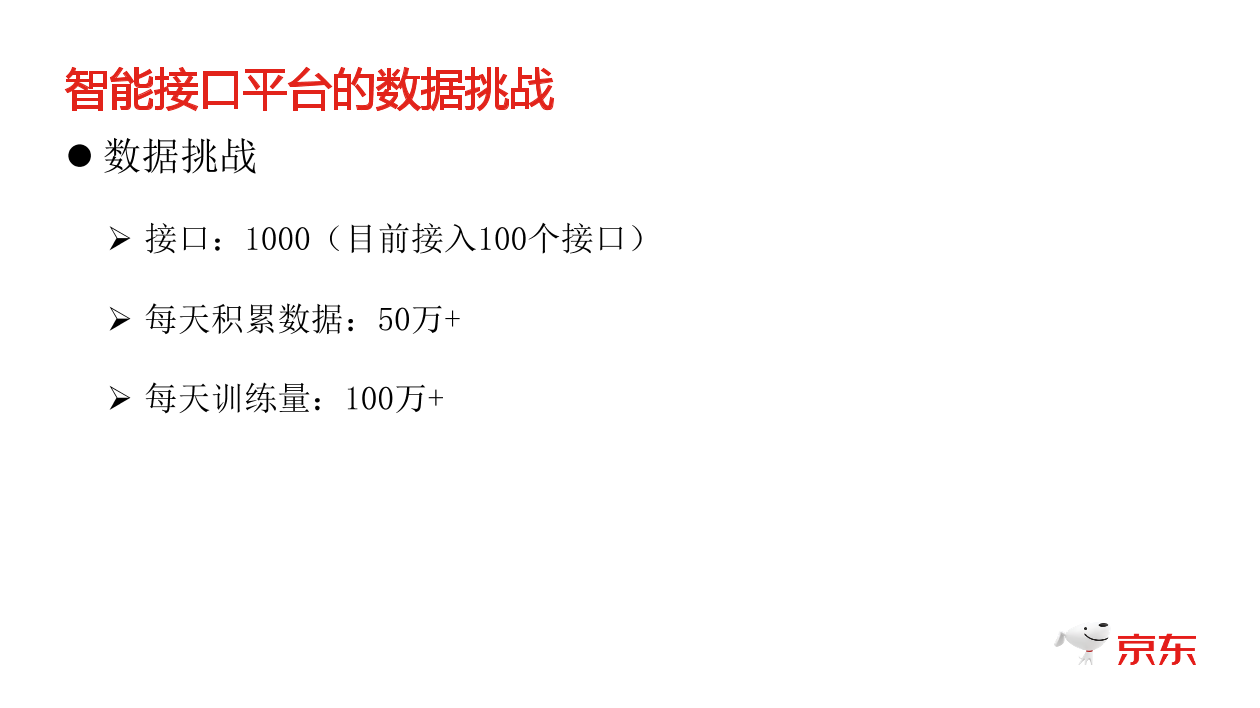 智能接口平台的数据挑战
数据挑战
接口：1000（目前接入100个接口）
每天积累数据：50万+
每天训练量：100万+
京东